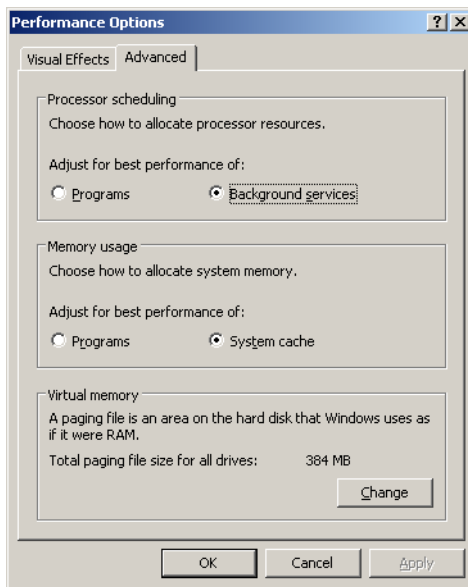 Performance Options
Visual Effects Advanced
Processor scheduling
Choose how to allocate processor resources.
Adjust for best performance of:
Programs Background services
Memory usage
Choose how to allocate system memory.
Adjust for best performance of:
Programs System cache
Virtual memory
A paging file is an area on the hard disk that Windows uses as
if it were RAM.
Total paging file size for all drives: 384 MB
Change
OK Cancel Apply